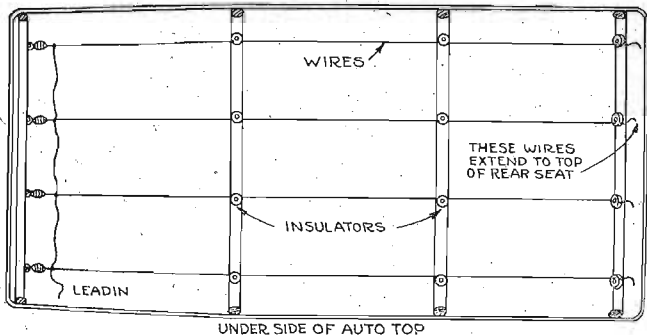 WIRES
THESE WIRES
EXTEND TO TOP
OF REAR SEAT
INSULATORS
LEADIN
UNDER SIDE OF AUTO TOP